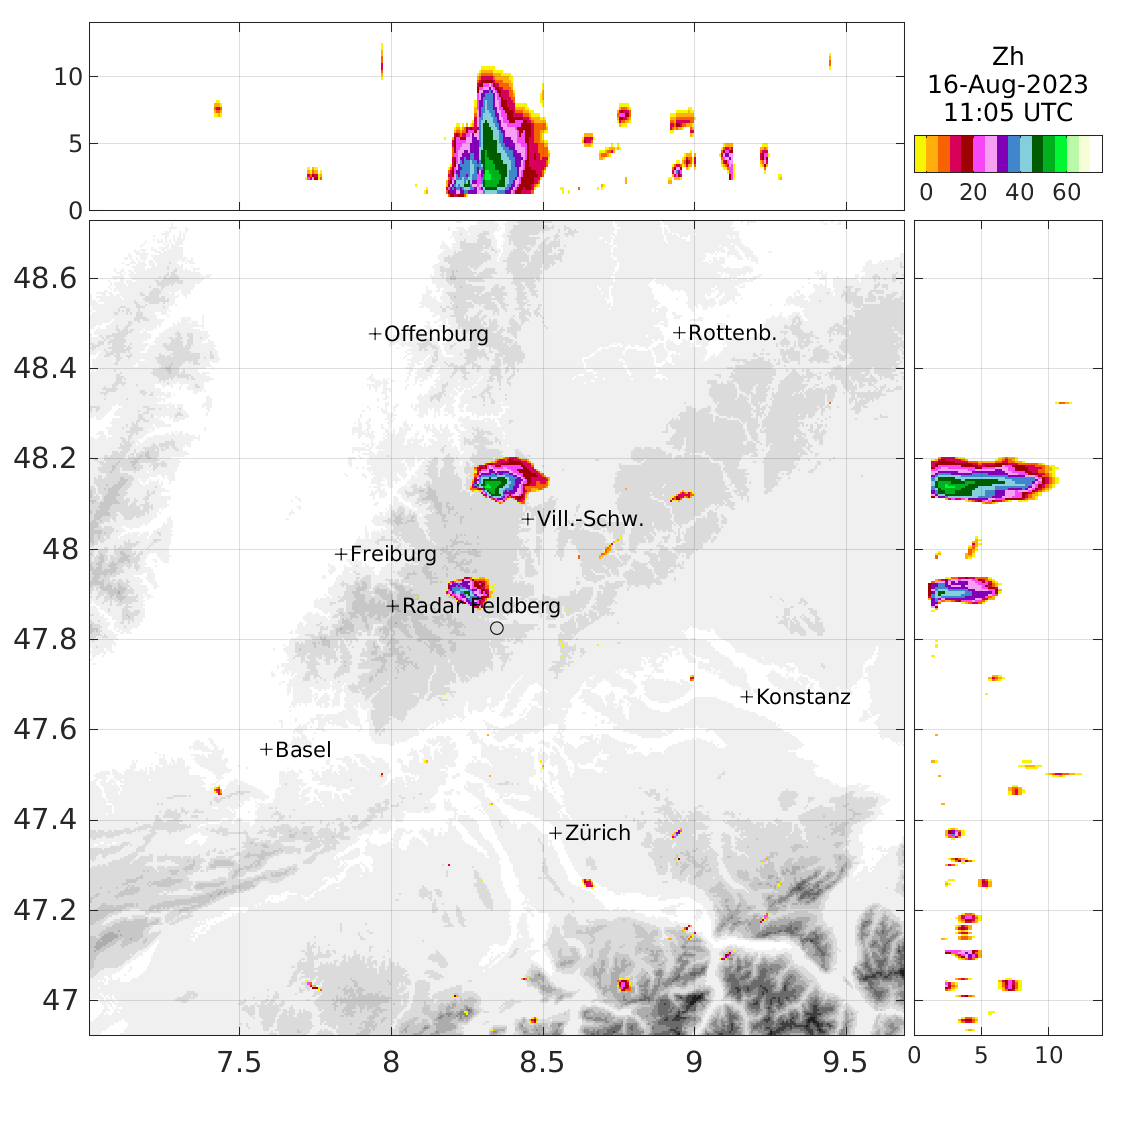 10
5
0
Zh
16-Aug-2023
11:05 UTC
0 20 40 60
48.6
48.4
48.2
48
47.8
47.6
47.4
47.2
47
Offenburg
Rottenb.
Vill.-Schw.
Freiburg
Radar Feldberg
Konstanz
Basel
Zürich
7.5 8 8.5 9 9.5
0 5 10